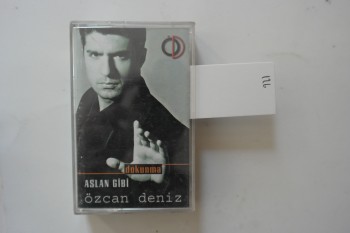 dokunma
ASLAN GİBİ
özcan deniz